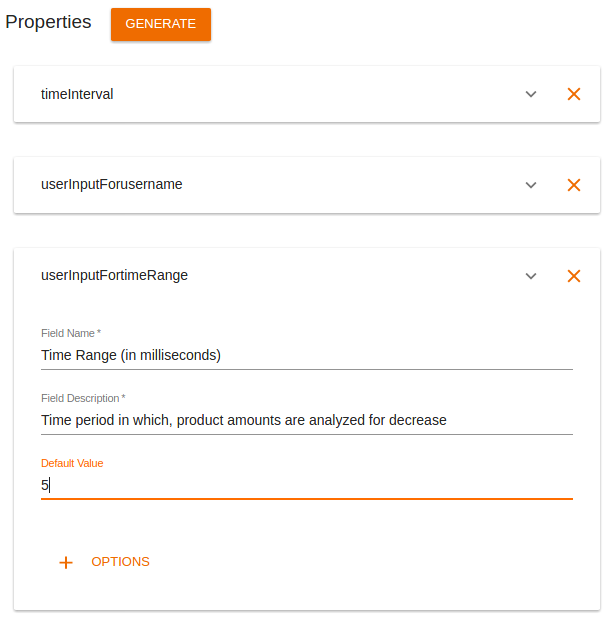 Properties
GENERATE
timeInterval
userInputForusername
userInputFortimeRange
Field Name *
Time Range (in milliseconds)
Field Description *
Time period in which, product amounts are analyzed for decrease
Default Value
5
OPTIONS